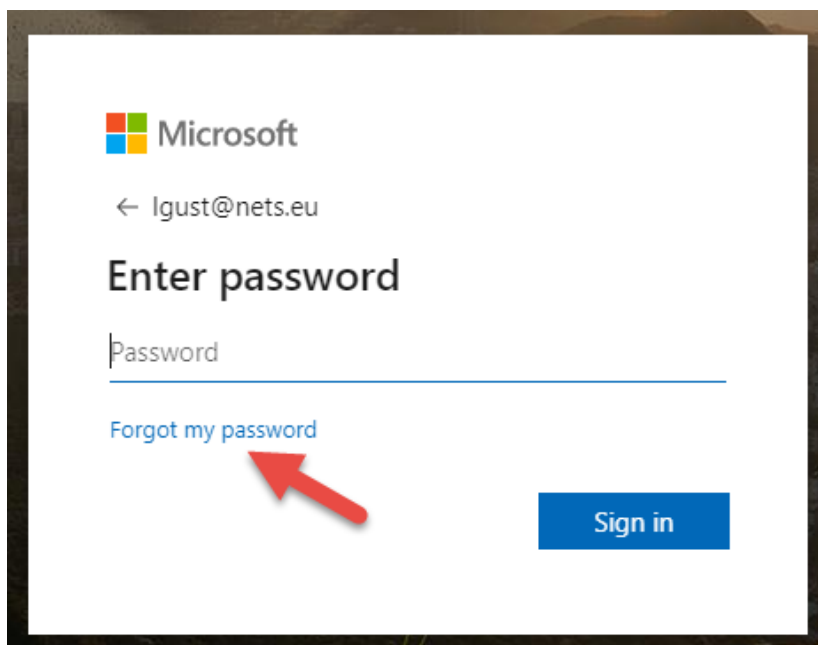 Microsoft
← lgust@nets.eu
Enter password
Password
Forgot my password
Sign in